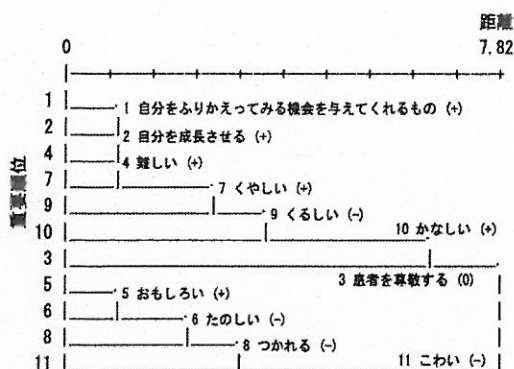 距離
0 7.82
重要順位
1 1 自分をふりかえってみる機会を与えてくれるもの (+)
2 2 自分を成長させる (+)
4 4 難しい (+)
7 7 くやしい (+)
9 9 くるしい (-)
10 10 かなしい (+)
3 3 患者を尊敬する (0)
5 5 おもしろい (+)
6 6 たのしい (-)
8 8 つかれる (-)
11 11 こわい (-)